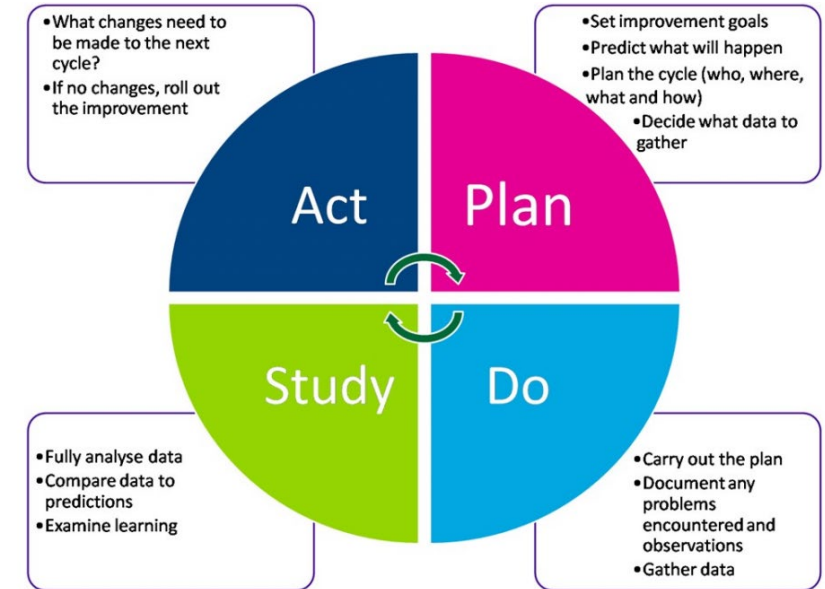 •What changes need to
be made to the next
cycle?
•If no changes, roll out
the improvement
•Set improvement goals
•Predict what will happen
•Plan the cycle (who, where,
what and how)
•Decide what data to
gather
Act
Plan
Study
Do
•Fully analyse data
•Compare data to
predictions
•Examine learning
•Carry out the plan
•Document any
problems
encountered and
observations
•Gather data